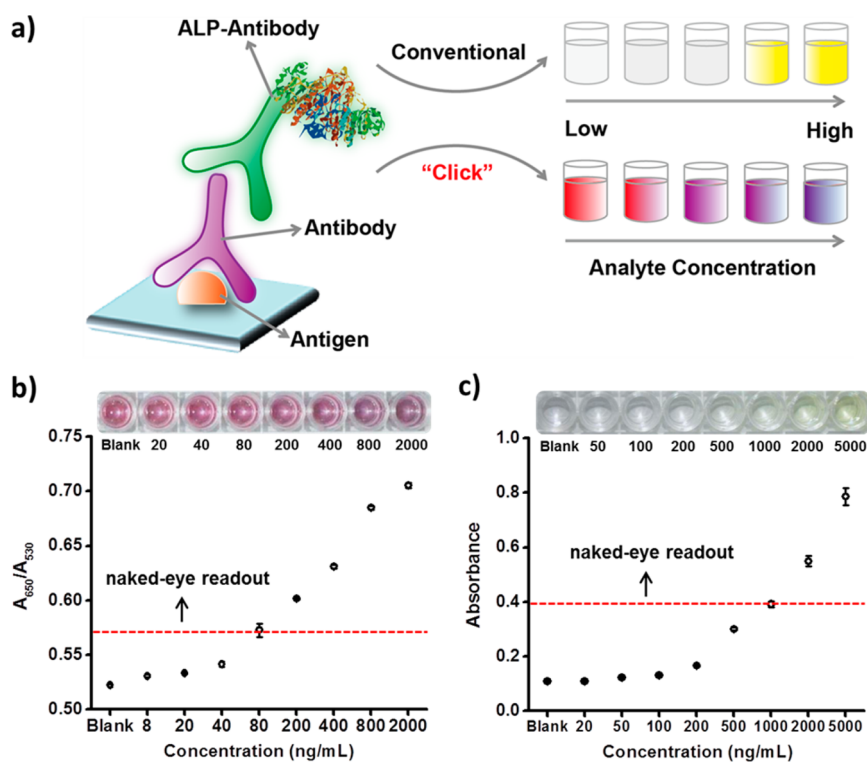 a)
ALP-Antibody
Conventional
Low High
“Click”
Antibody
Analyte Concentration
Antigen
b)
Blank 20 40 80 200 400 800 2000
0.75
0.70
0.65
0.60
0.55
0.50
A650/A530
naked-eye readout
Blank 8 20 40 80 200 400 800 2000
Concentration (ng/mL)
c)
Blank 50 100 200 500 1000 2000 5000
1.0
0.8
0.6
0.4
0.2
0.0
Absorbance
naked-eye readout
Blank 20 50 100 200 500 1000 2000 5000
Concentration (ng/mL)